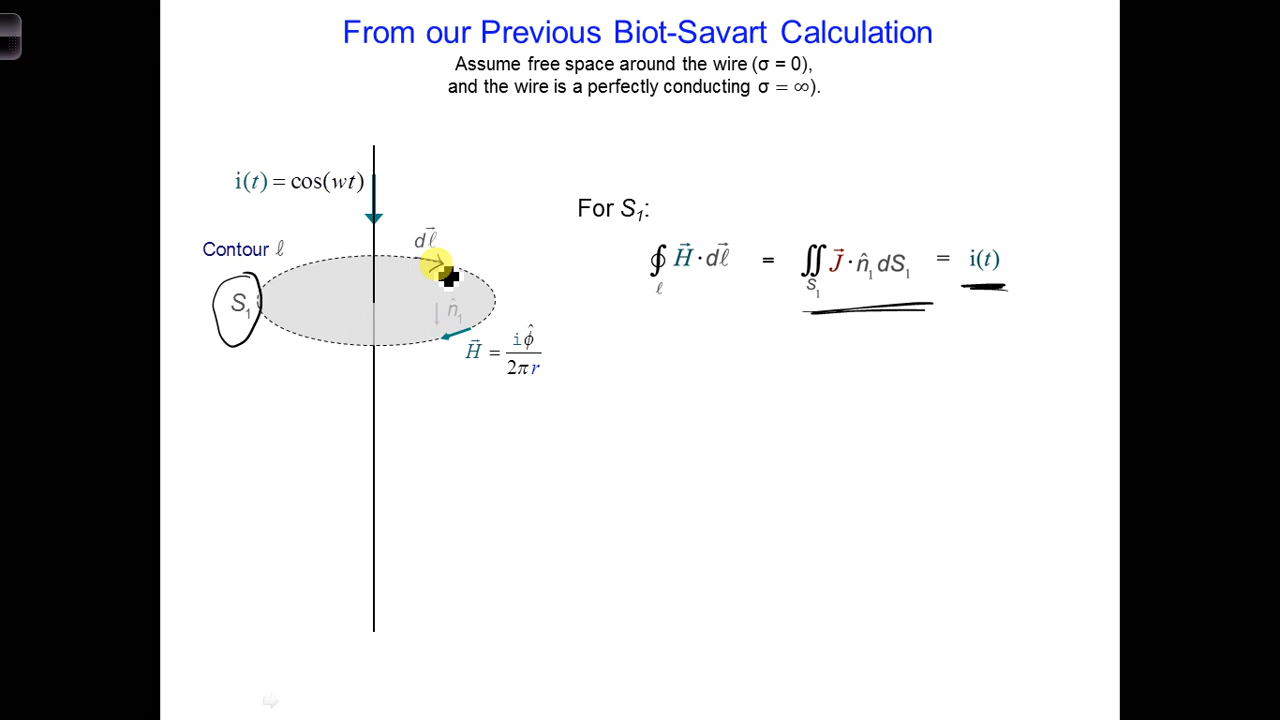 From our Previous Biot-Savart Calculation
Assume free space around the wire (σ = 0),
and the wire is a perfectly conducting σ = ∞).
i(t) = cos(wt)
For S₁:
dℓ⃗
Contour ℓ
∮ℓ H⃗ · dℓ⃗ = ∬S₁ J⃗ · n̂₁ dS₁ = i(t)
S₁
n̂₁
H⃗ = iϕ̂ / 2πr